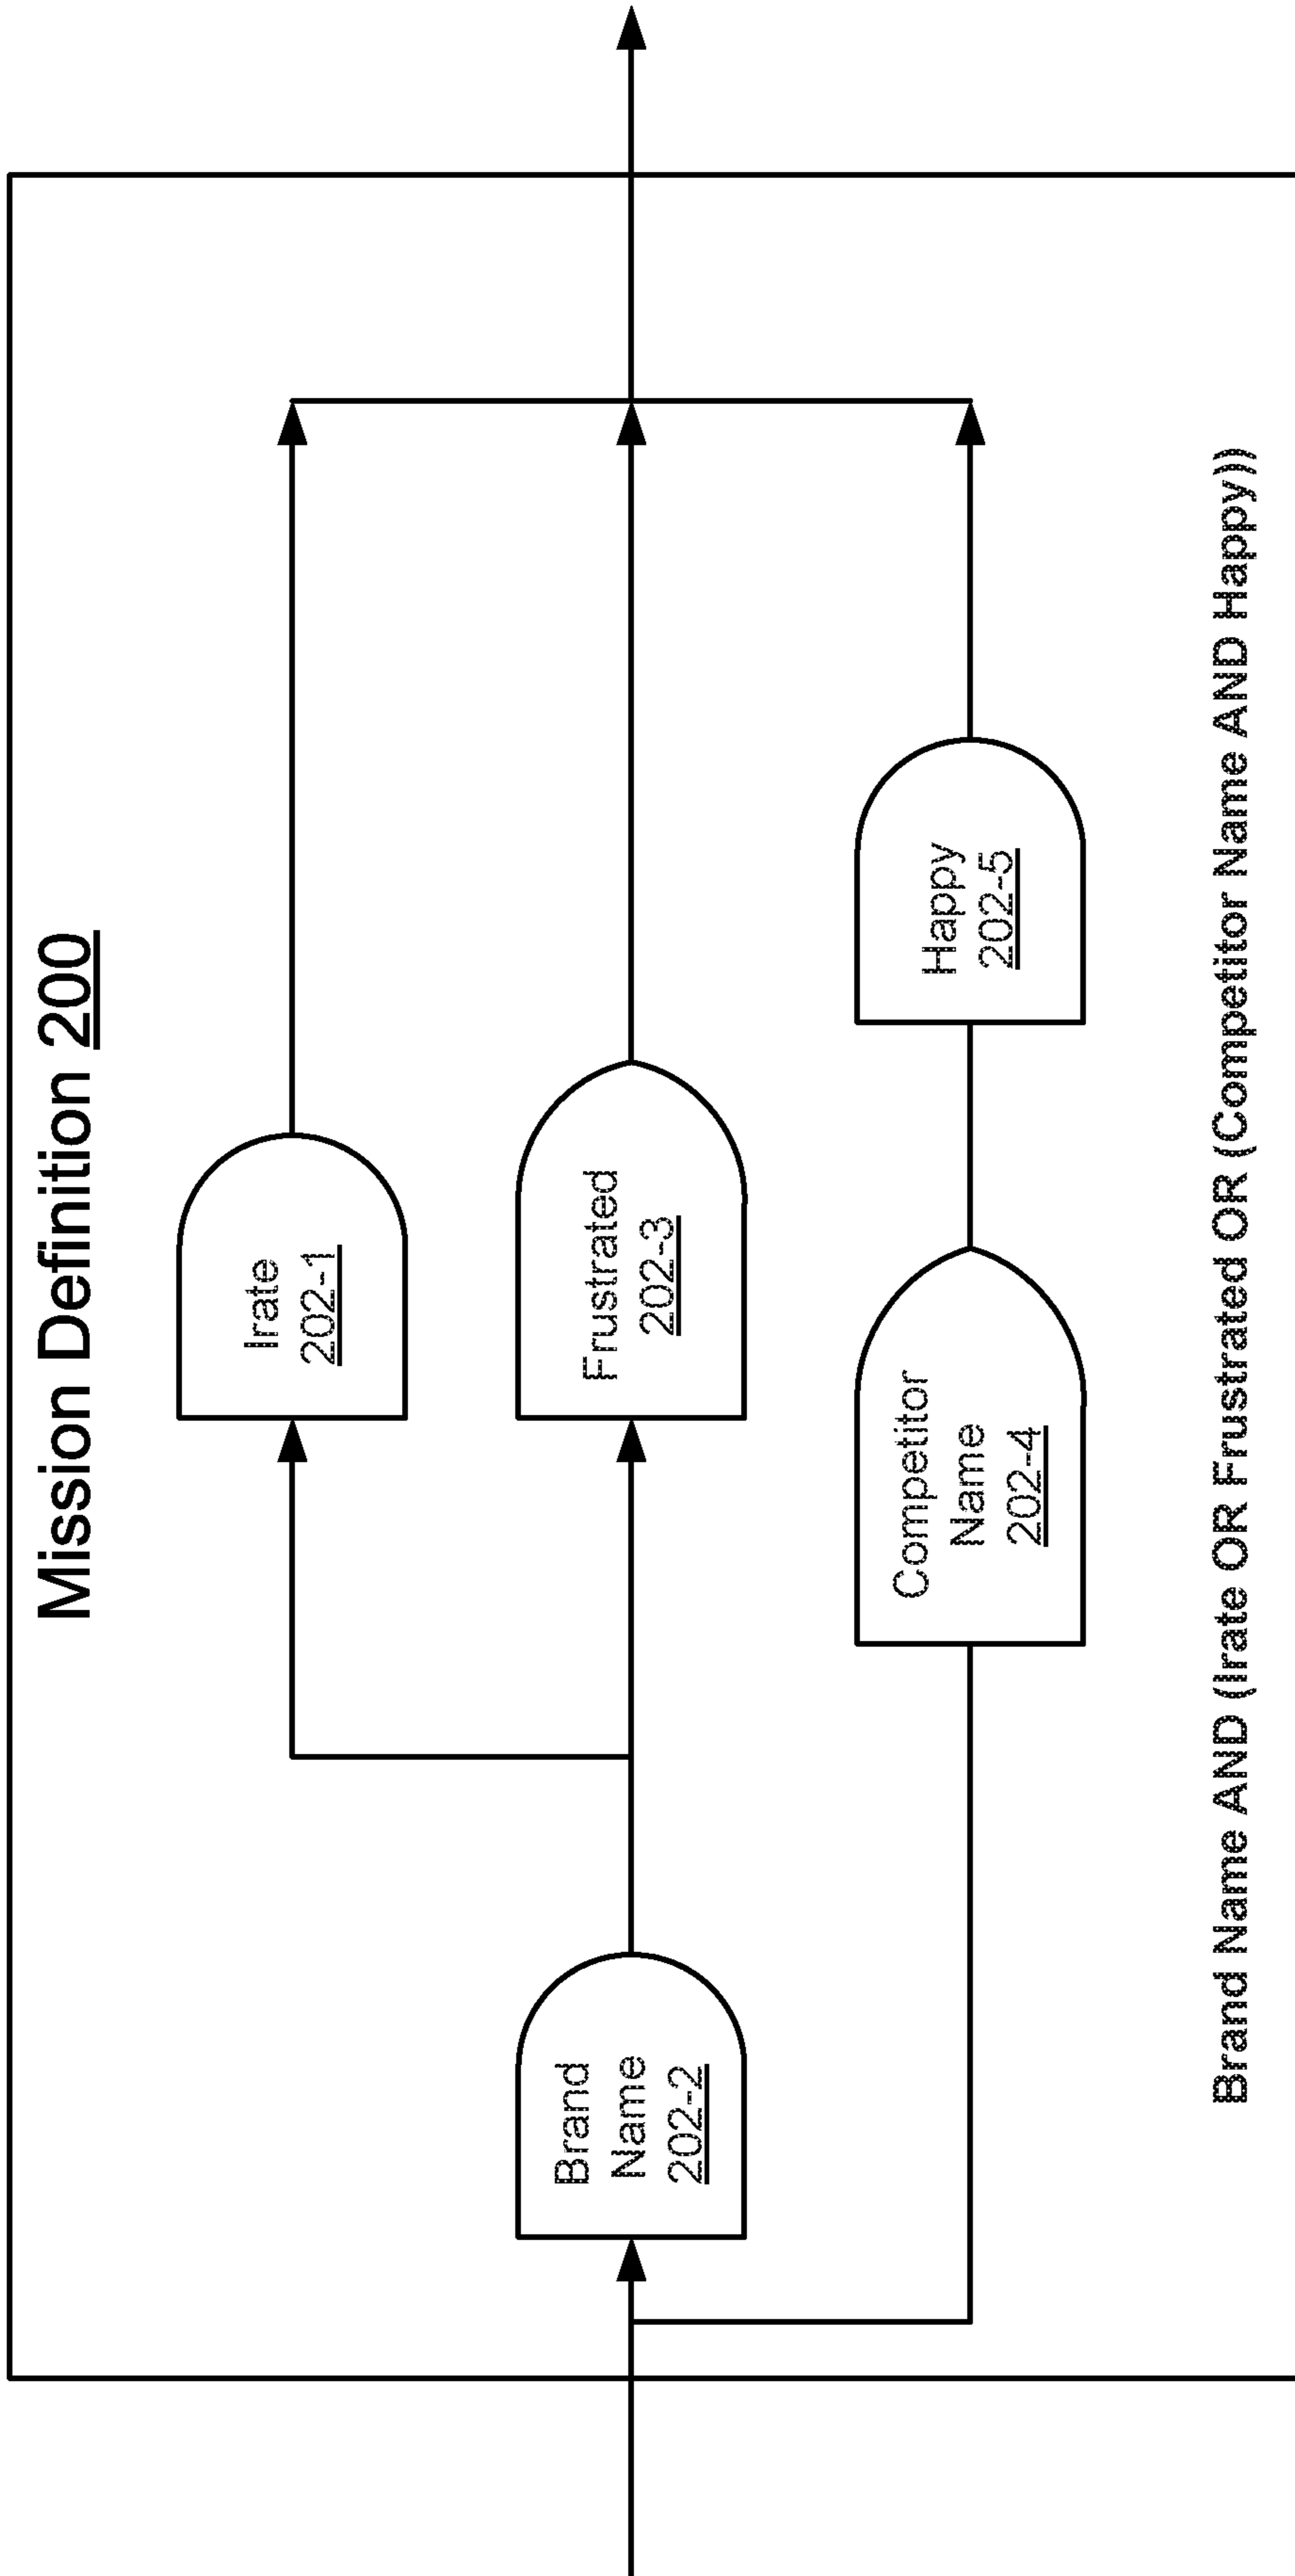 Mission Definition 200
Irate
202-1
Brand
Name
202-2
Frustrated
202-3
Competitor
Name
202-4
Happy
202-5
Brand Name AND (Irate OR Frustrated OR (Competitor Name AND Happy))